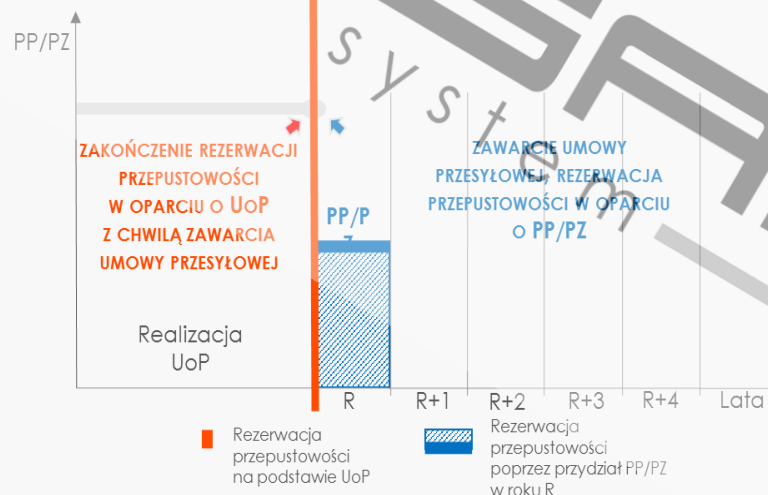 PP/PZ
ZAKOŃCZENIE REZERWACJI
PRZEPUSTOWOŚCI
W OPARCIU O UOP
Z CHWILĄ ZAWARCIA
UMOWY PRZESYŁOWEJ
PP/P
Z
ZAWARCIE UMOWY
PRZESYŁOWEJ, REZERWACJA
PRZEPUSTOWOŚCI W OPARCIU
O PP/PZ
system
Realizacja
UoP
R
R+1
R+2
R+3
R+4
Lata
Rezerwacja
przepustowości
na podstawie UoP
Rezerwacja
przepustowości
poprzez przydział PP/PZ
w roku R